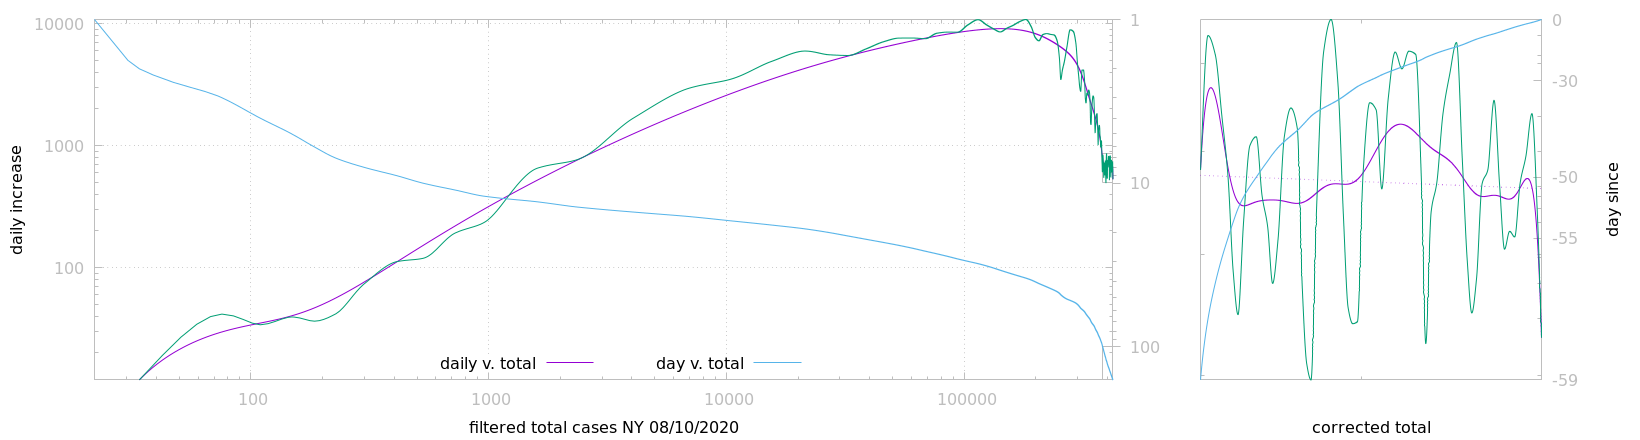 10000
1000
100
daily increase
daily v. total
day v. total
100
1000
10000
100000
filtered total cases NY 08/10/2020
1
10
100
0
-30
-50
-55
-59
day since
corrected total